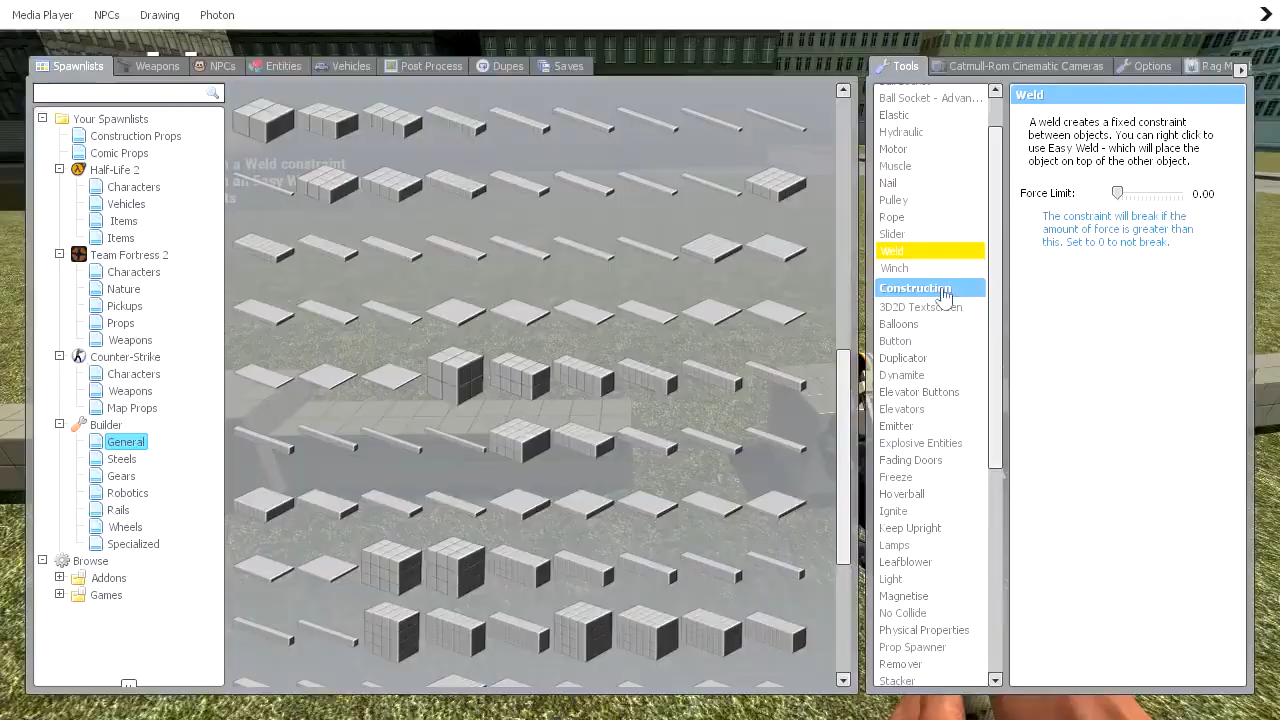 Media Player NPCs Drawing Photon
Spawnlists Weapons NPCs Entities Vehicles Post Process Dupes Saves
Your Spawnlists
Construction Props
Comic Props
Half-Life 2
Characters
Vehicles
Items
Items
Team Fortress 2
Characters
Nature
Pickups
Props
Weapons
Counter-Strike
Characters
Weapons
Map Props
Builder
General
Steels
Gears
Robotics
Rails
Wheels
Specialized
Browse
Addons
Games
a Weld constraint
Tools Catmull-Rom Cinematic Cameras Options Rag M
Ball Socket - Advan...
Elastic
Hydraulic
Motor
Muscle
Nail
Pulley
Rope
Slider
Weld
Winch
Construction
3D2D Textscreen
Balloons
Button
Duplicator
Dynamite
Elevator Buttons
Elevators
Emitter
Explosive Entities
Fading Doors
Freeze
Hoverball
Ignite
Keep Upright
Lamps
Leafblower
Light
Magnetise
No Collide
Physical Properties
Prop Spawner
Remover
Stacker
Weld
A weld creates a fixed constraint
between objects. You can right click to
use Easy Weld - which will place the
object on top of the other object.
Force Limit: 0.00
The constraint will break if the
amount of force is greater than
this. Set to 0 to not break.